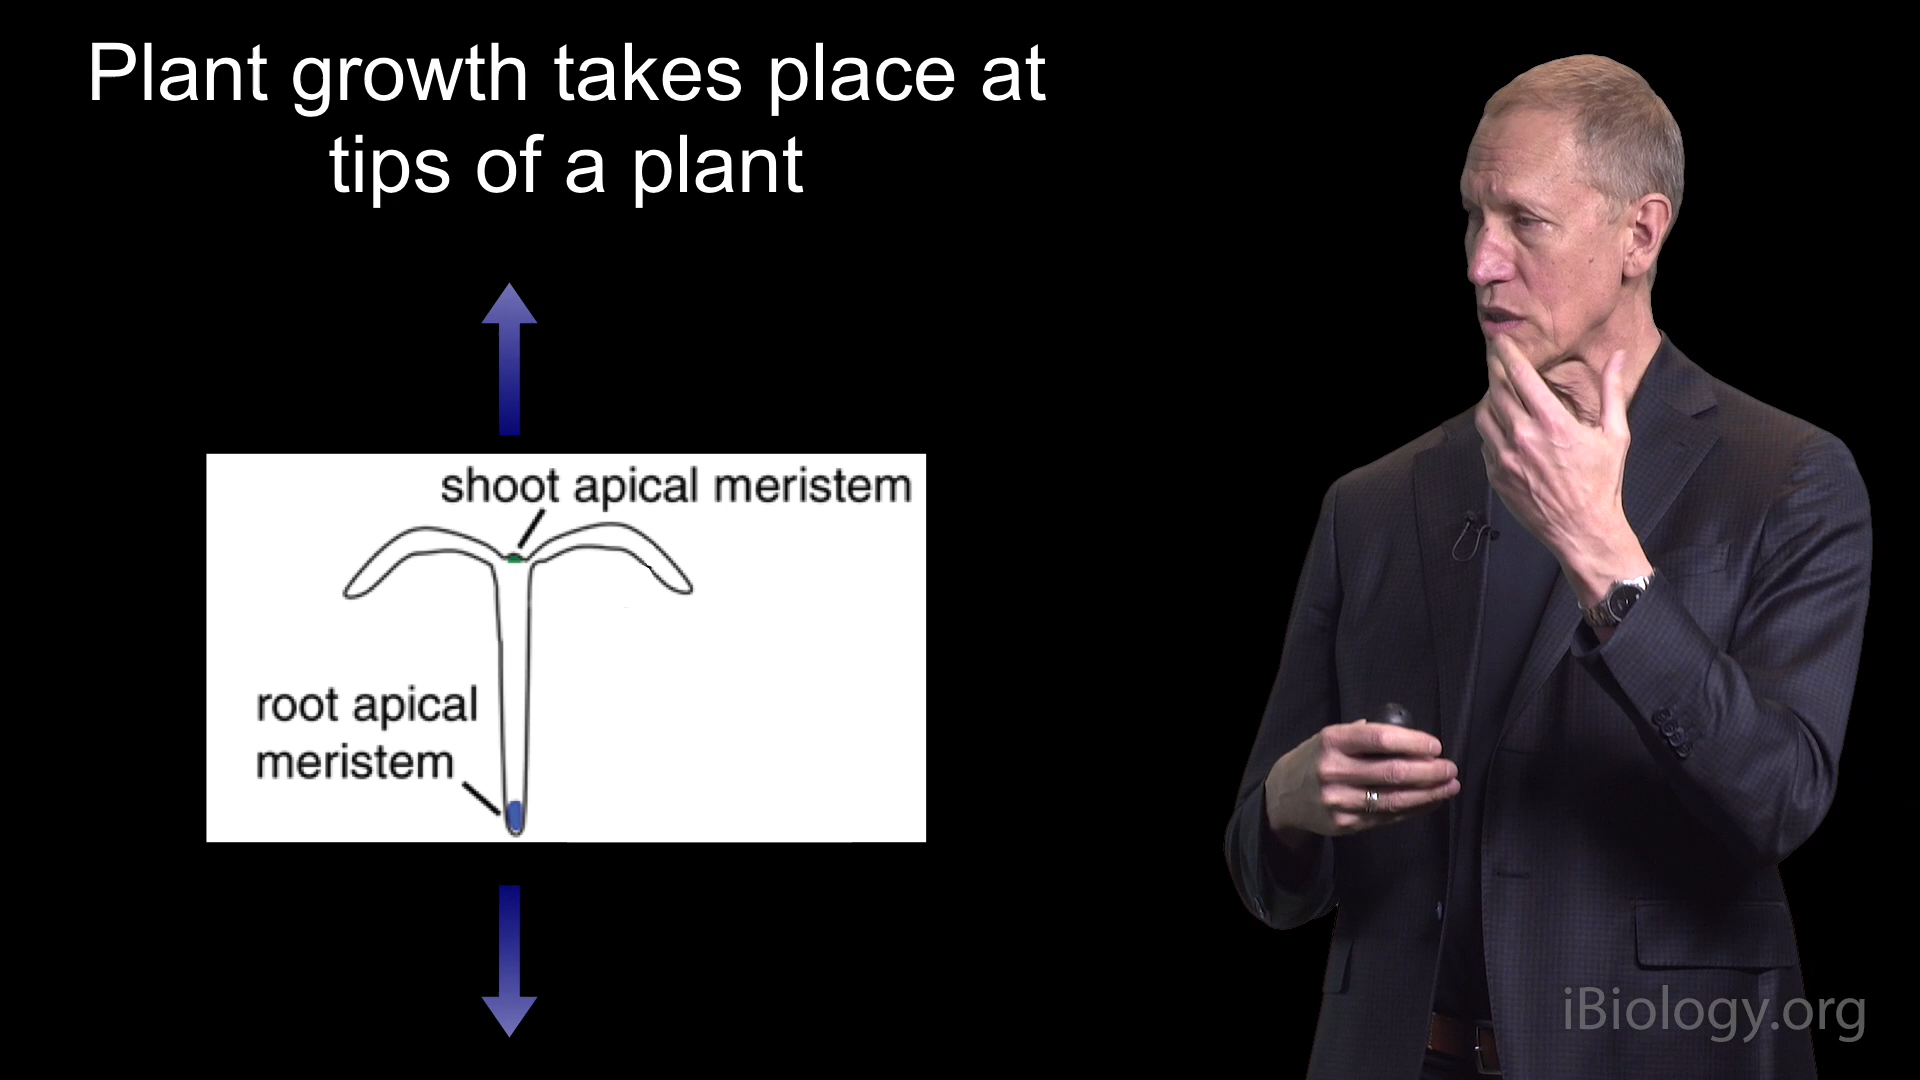 Plant growth takes place at
tips of a plant
shoot apical meristem
root apical
meristem
iBiology.org